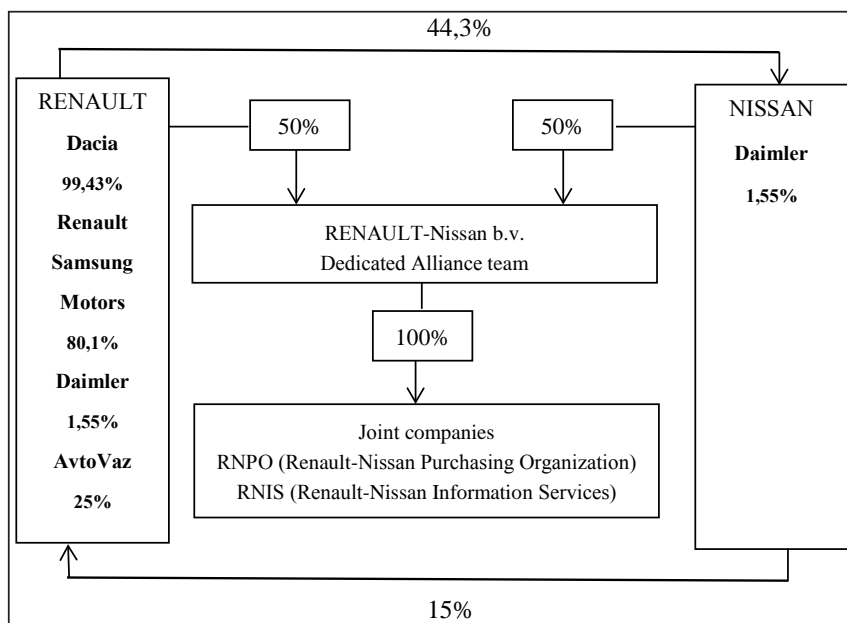 44,3%
RENAULT
Dacia
99,43%
Renault
Samsung
Motors
80,1%
Daimler
1,55%
AvtoVaz
25%
50%
50%
NISSAN
Daimler
1,55%
RENAULT-Nissan b.v.
Dedicated Alliance team
100%
Joint companies
RNPO (Renault-Nissan Purchasing Organization)
RNIS (Renault-Nissan Information Services)
15%